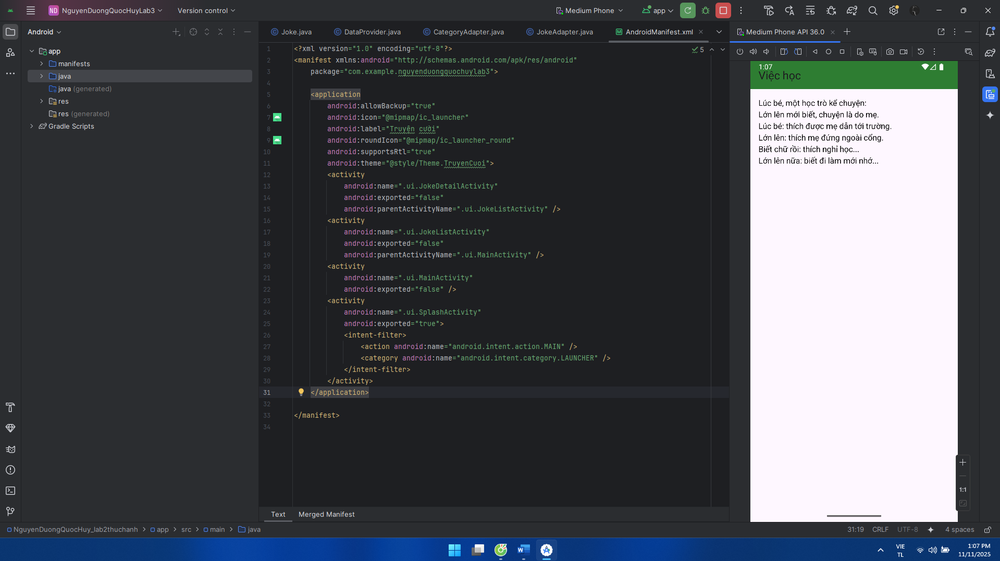 ND NguyenDuongQuocHuyLab3 Version control Medium Phone app
Android
Joke.java DataProvider.java CategoryAdapter.java JokeAdapter.java AndroidManifest.xml
Medium Phone API 36.0
app
manifests
java
java (generated)
res
res (generated)
Gradle Scripts
5
1 <?xml version="1.0" encoding="utf-8"?>
2 <manifest xmlns:android="http://schemas.android.com/apk/res/android"
3 package="com.example.nguyenduongquochuylab3">
4
5 <application
6 android:allowBackup="true"
7 android:icon="@mipmap/ic_launcher"
8 android:label="Truyện cười"
9 android:roundIcon="@mipmap/ic_launcher_round"
10 android:supportsRtl="true"
11 android:theme="@style/Theme.TruyenCuoi">
12 <activity
13 android:name=".ui.JokeDetailActivity"
14 android:exported="false"
15 android:parentActivityName=".ui.JokeListActivity" />
16 <activity
17 android:name=".ui.JokeListActivity"
18 android:exported="false"
19 android:parentActivityName=".ui.MainActivity" />
20 <activity
21 android:name=".ui.MainActivity"
22 android:exported="false" />
23 <activity
24 android:name=".ui.SplashActivity"
25 android:exported="true">
26 <intent-filter>
27 <action android:name="android.intent.action.MAIN" />
28 <category android:name="android.intent.category.LAUNCHER" />
29 </intent-filter>
30 </activity>
31 </application>
32
33 </manifest>
34
Text Merged Manifest
1:07
Việc học
Lúc bé, một học trò kể chuyện:
Lớn lên mới biết, chuyện là do mẹ.
Lúc bé: thích được mẹ dẫn tới trường.
Lớn lên: thích mẹ đứng ngoài cổng.
Biết chữ rồi: thích nghỉ học...
Lớn lên nữa: biết đi làm mới nhớ...
1:1
NguyenDuongQuocHuy_lab2thuchanh > app > src > main > java
31:19 CRLF UTF-8 4 spaces
W
VIE
TL
1:07 PM
11/11/2025